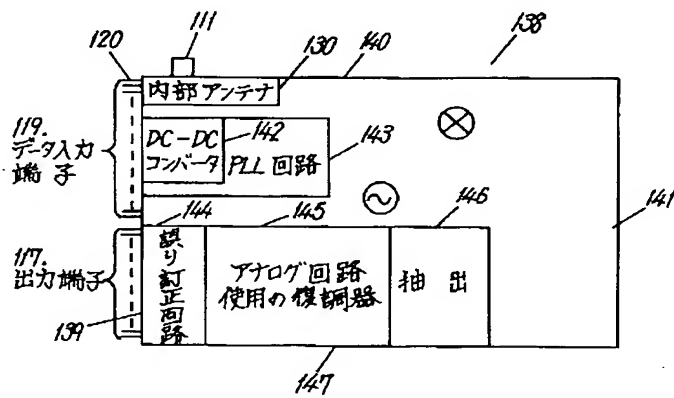 111
120
130
140
138
内部アンテナ
119.
データ入力
端子
DC-DC
コンバータ
142
PLL回路
143
144
145
146
141
117.
出力端子
139
誤り訂正回路
アナログ回路
使用の復調器
抽出
147